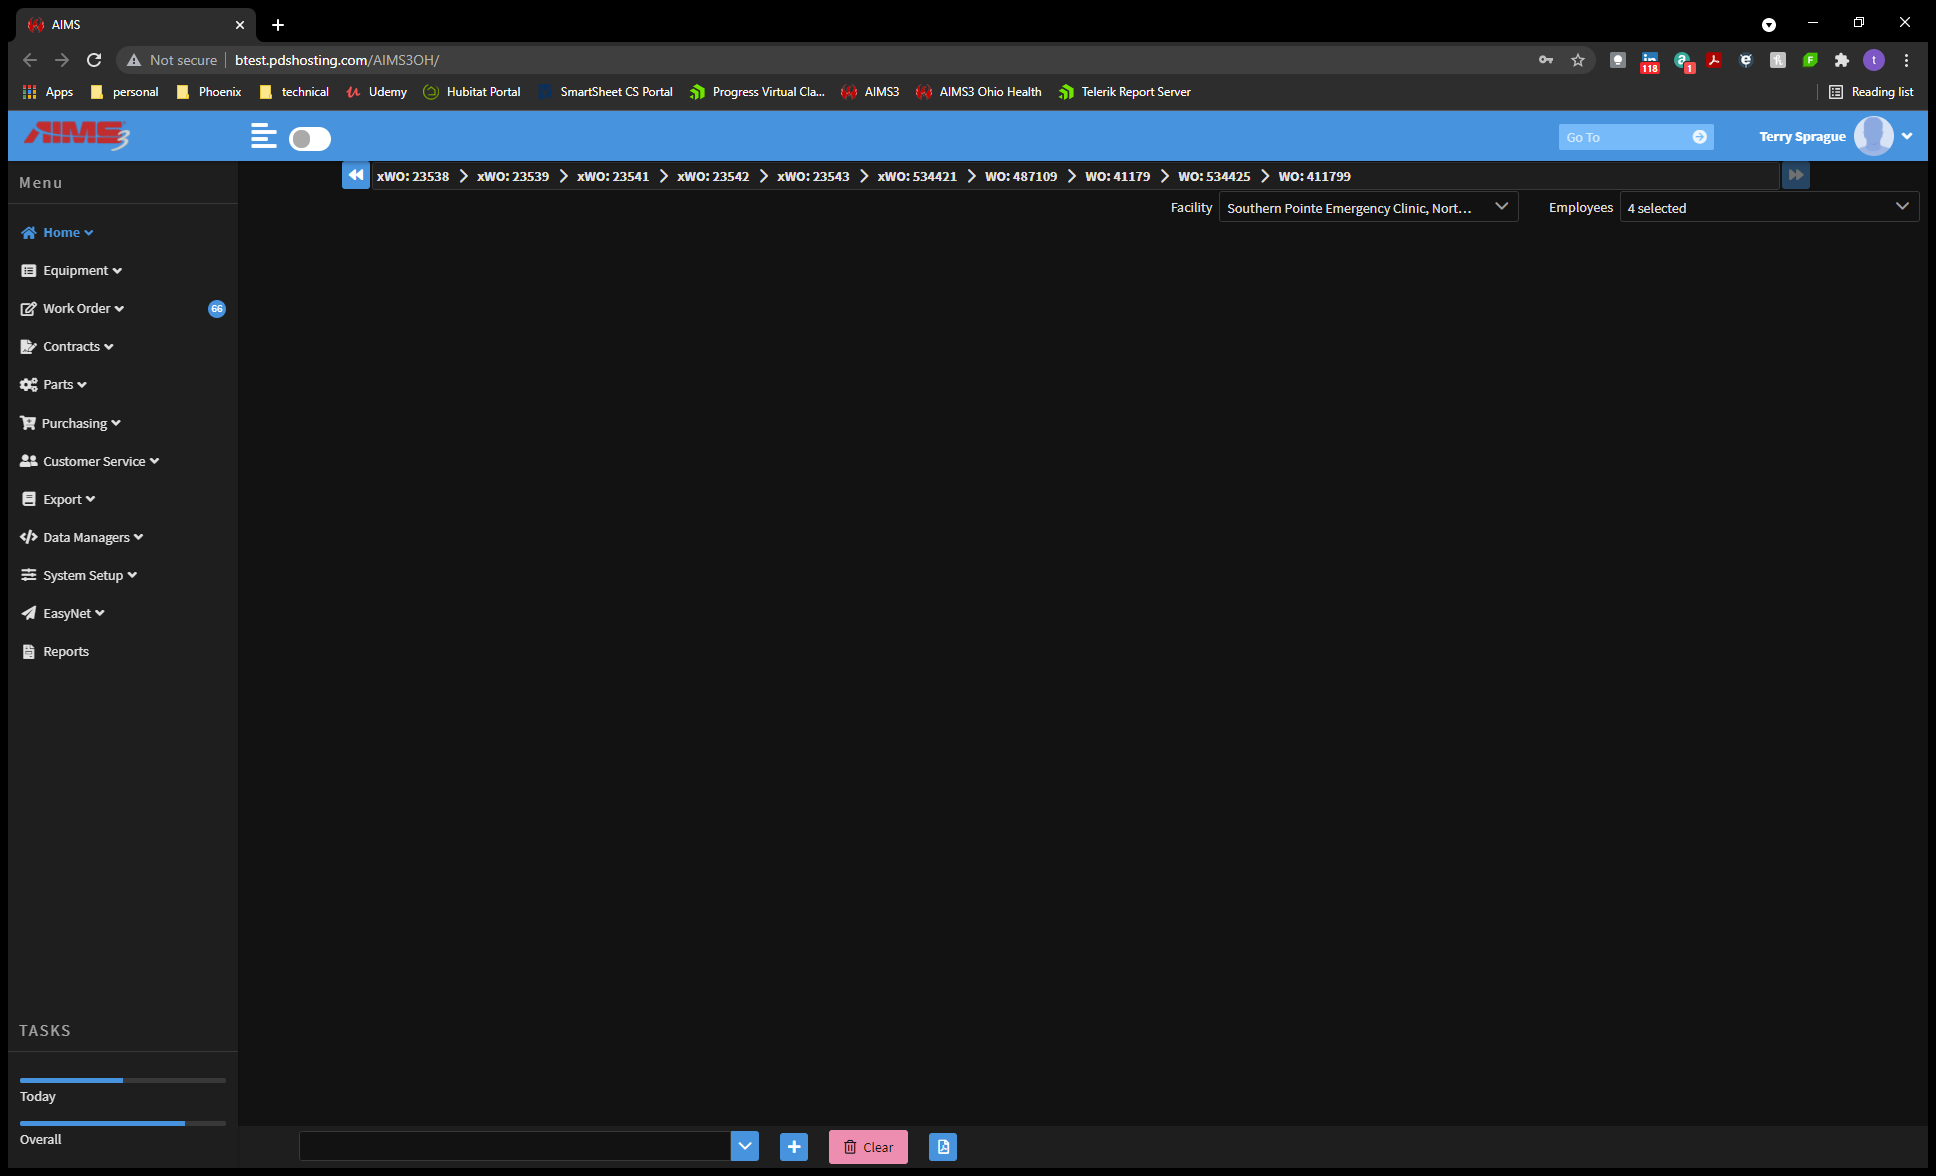 AIMS
Not secure | btest.pdshosting.com/AIMS3OH/
118
1
t
Apps personal Phoenix technical Udemy Hubitat Portal SmartSheet CS Portal Progress Virtual Cla... AIMS3 AIMS3 Ohio Health Telerik Report Server Reading list
AIMS3
Go To
Terry Sprague
xWO: 23538 xWO: 23539 xWO: 23541 xWO: 23542 xWO: 23543 xWO: 534421 WO: 487109 WO: 41179 WO: 534425 WO: 411799
Facility Southern Pointe Emergency Clinic, Nort... Employees 4 selected
Menu
Home
Equipment
Work Order 66
Contracts
Parts
Purchasing
Customer Service
Export
Data Managers
System Setup
EasyNet
Reports
TASKS
Today
Overall
Clear